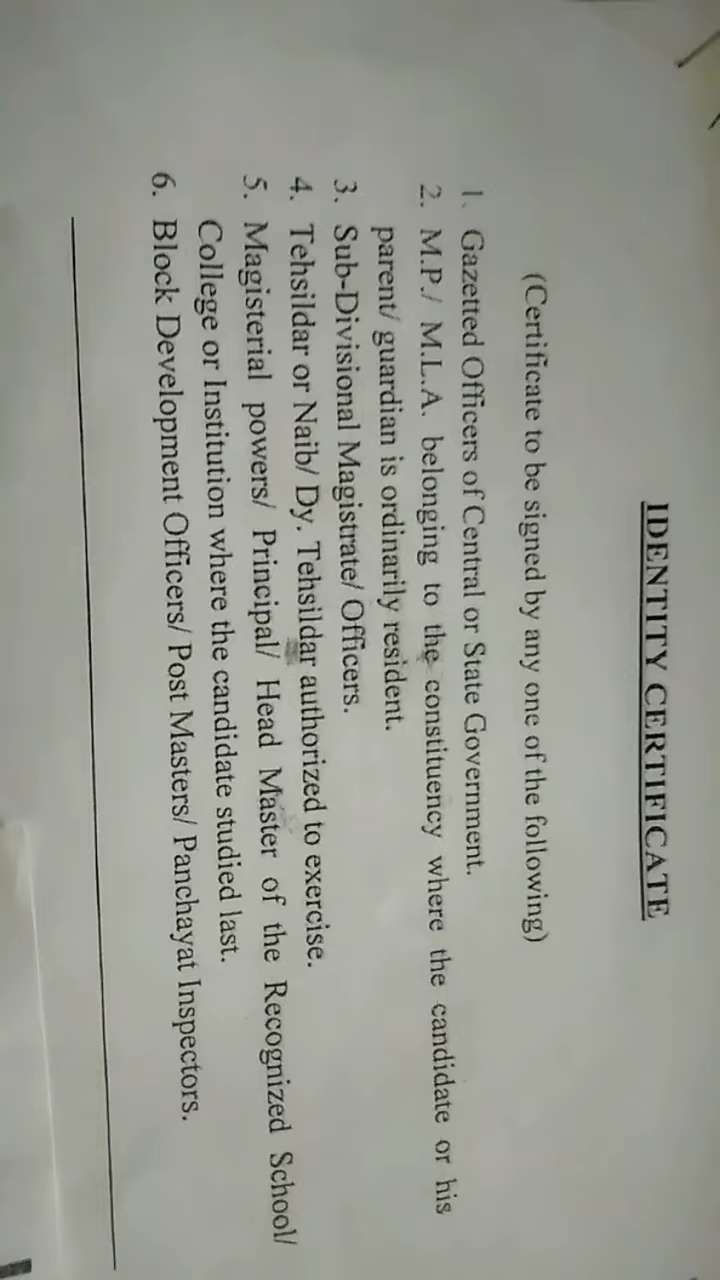 IDENTITY CERTIFICATE
(Certificate to be signed by any one of the following)
1. Gazetted Officers of Central or State Government.
2. M.P./ M.L.A. belonging to the constituency where the candidate or his
parent/ guardian is ordinarily resident.
3. Sub-Divisional Magistrate/ Officers.
4. Tehsildar or Naib/ Dy. Tehsildar authorized to exercise.
5. Magisterial powers/ Principal/ Head Master of the Recognized School/
College or Institution where the candidate studied last.
6. Block Development Officers/ Post Masters/ Panchayat Inspectors.